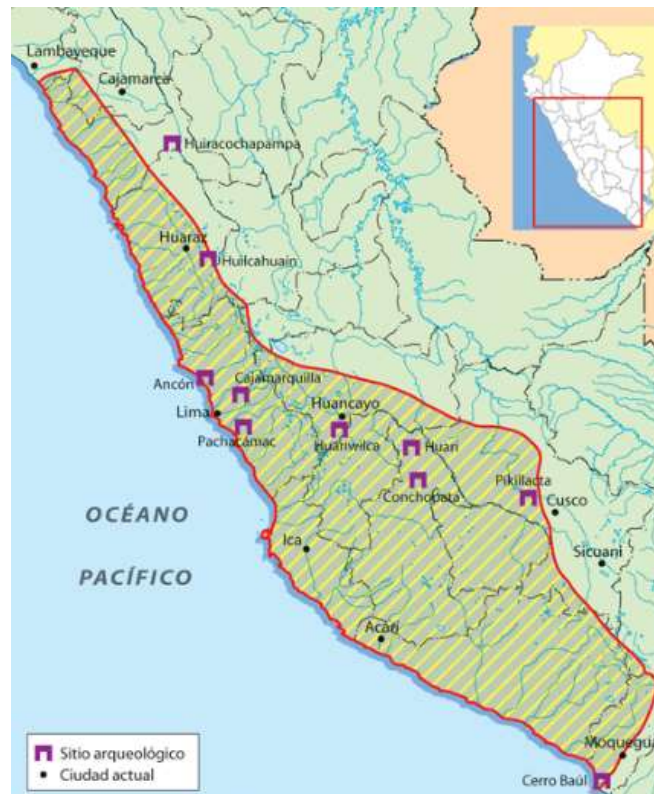 Lambayeque
Cajamarca
Huiracochapampa
Huaraz
Huilcahuain
Ancón
Cajamarquilla
Lima
Huancayo
Pachacámac
Huariwilca
Huari
Conchopata
Pikillacta
Cusco
OCÉANO
PACÍFICO
Ica
Sicuani
Acarí
Moquegua
Cerro Baúl
Sitio arqueológico
Ciudad actual